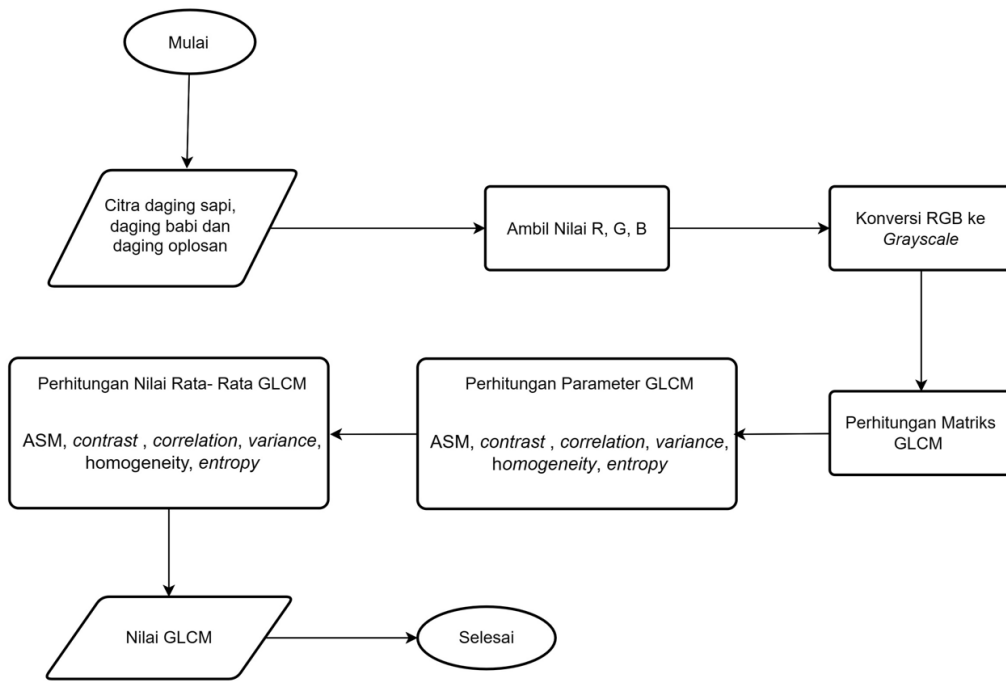 Mulai
Citra daging sapi,
daging babi dan
daging oplosan
Ambil Nilai R, G, B
Konversi RGB ke
Grayscale
Perhitungan Matriks
GLCM
Perhitungan Parameter GLCM
ASM, contrast , correlation, variance,
homogeneity, entropy
Perhitungan Nilai Rata- Rata GLCM
ASM, contrast , correlation, variance,
homogeneity, entropy
Nilai GLCM
Selesai